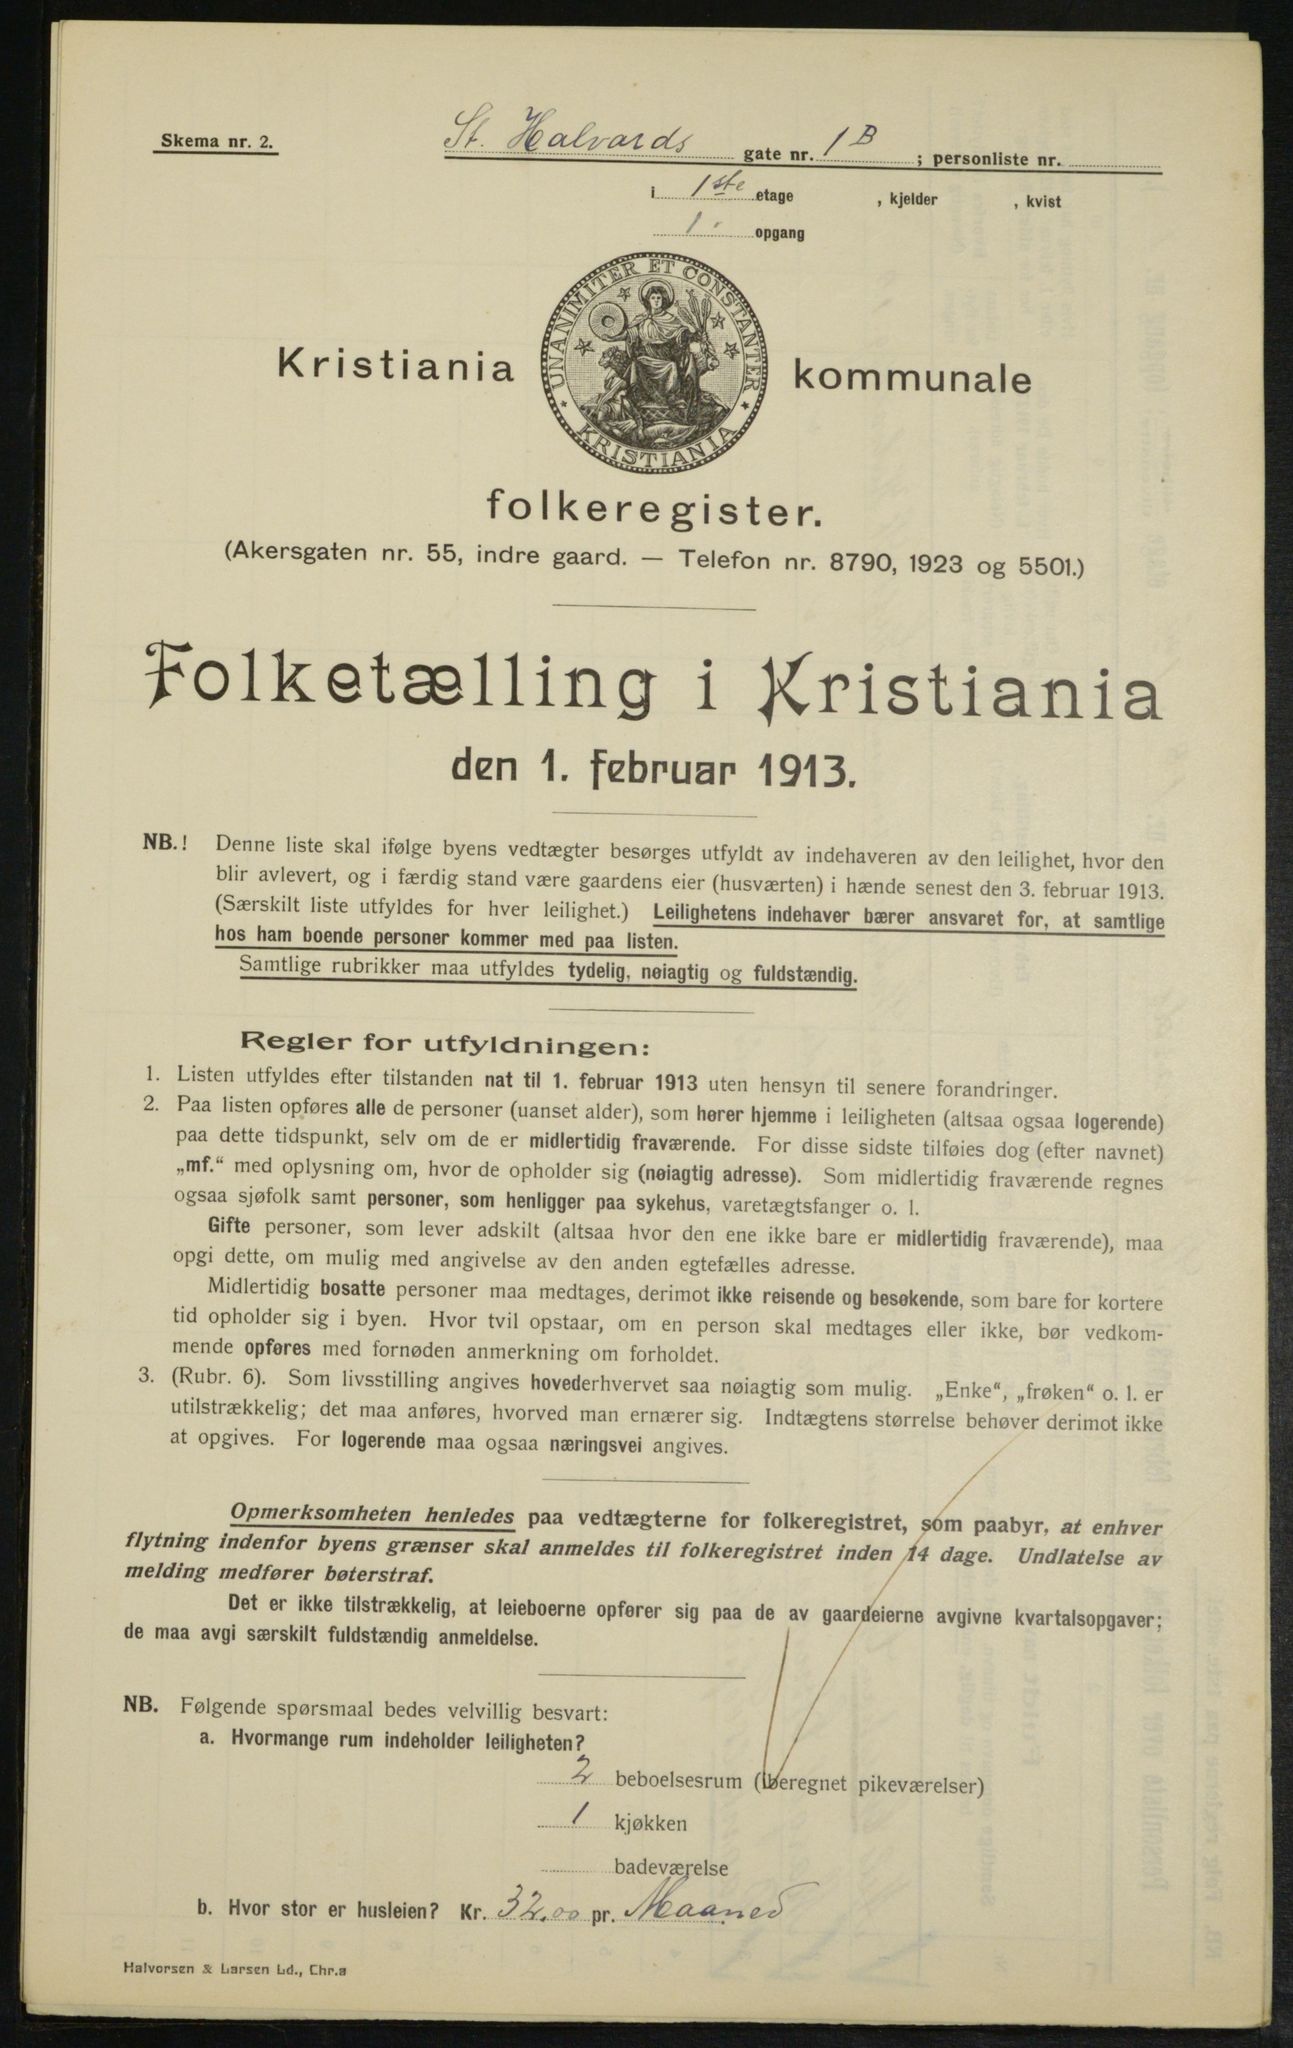 Skema nr. 2.
St. Halvards gate nr. 1 B ; personliste nr.
i 1ste etage , kjelder , kvist
1. opgang
UNANIMITER ET CONSTANTER
KRISTIANIA
Kristiania kommunale
folkeregister.
(Akersgaten nr. 55, indre gaard. — Telefon nr. 8790, 1923 og 5501.)
Folketælling i Kristiania
den 1. februar 1913.
NB.! Denne liste skal ifølge byens vedtægter besørges utfyldt av indehaveren av den leilighet, hvor den
blir avlevert, og i færdig stand være gaardens eier (husværten) i hænde senest den 3. februar 1913.
(Særskilt liste utfyldes for hver leilighet.) Leilighetens indehaver bærer ansvaret for, at samtlige
hos ham boende personer kommer med paa listen.
Samtlige rubrikker maa utfyldes tydelig, nøiagtig og fuldstændig.
Regler for utfyldningen:
1. Listen utfyldes efter tilstanden nat til 1. februar 1913 uten hensyn til senere forandringer.
2. Paa listen opføres alle de personer (uanset alder), som hører hjemme i leiligheten (altsaa ogsaa logerende)
paa dette tidspunkt, selv om de er midlertidig fraværende. For disse sidste tilføies dog (efter navnet)
„mf.“ med oplysning om, hvor de opholder sig (nøiagtig adresse). Som midlertidig fraværende regnes
ogsaa sjøfolk samt personer, som henligger paa sykehus, varetægtsfanger o. l.
Gifte personer, som lever adskilt (altsaa hvor den ene ikke bare er midlertidig fraværende), maa
opgi dette, om mulig med angivelse av den anden egtefælles adresse.
Midlertidig bosatte personer maa medtages, derimot ikke reisende og besøkende, som bare for kortere
tid opholder sig i byen. Hvor tvil opstaar, om en person skal medtages eller ikke, bør vedkom-
mende opføres med fornøden anmerkning om forholdet.
3. (Rubr. 6). Som livsstilling angives hovederhvervet saa nøiagtig som mulig. „Enke“, „frøken“ o. l. er
utilstrækkelig; det maa anføres, hvorved man ernærer sig. Indtægtens størrelse behøver derimot ikke
at opgives. For logerende maa ogsaa næringsvei angives.
Opmerksomheten henledes paa vedtægterne for folkeregistret, som paabyr, at enhver
flytning indenfor byens grænser skal anmeldes til folkeregistret inden 14 dage. Undlatelse av
melding medfører bøterstraf.
Det er ikke tilstrækkelig, at leieboerne opfører sig paa de av gaardeierne avgivne kvartalsopgaver;
de maa avgi særskilt fuldstændig anmeldelse.
NB. Følgende spørsmaal bedes velvillig besvart:
a. Hvormange rum indeholder leiligheten?
2 beboelsesrum (iberegnet pikeværelser)
1 kjøkken
badeværelse
b. Hvor stor er husleien? Kr. 32.00 pr. Maaned
Halvorsen & Larsen Ld., Chr.a